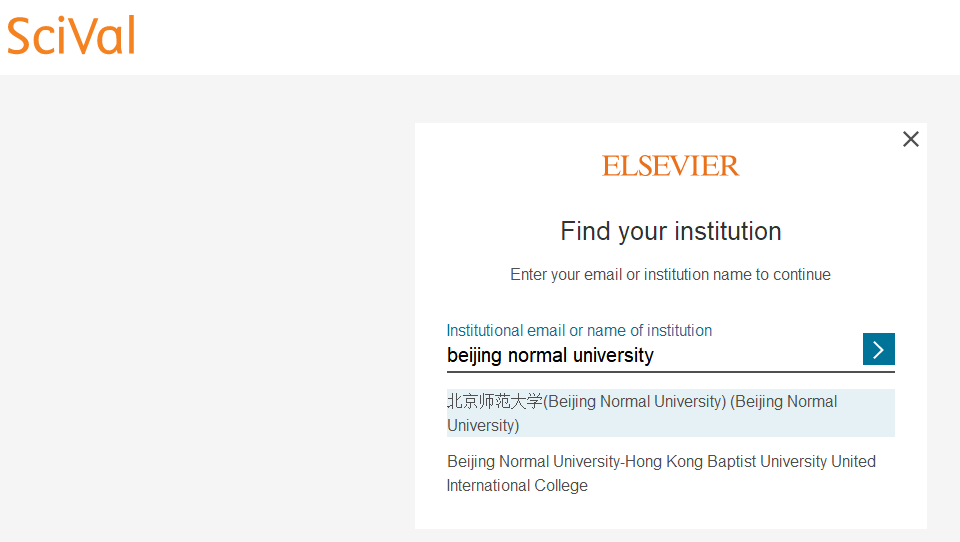 SciVal
ELSEVIER
Find your institution
Enter your email or institution name to continue
Institutional email or name of institution
beijing normal university
北京师范大学(Beijing Normal University) (Beijing Normal
University)
Beijing Normal University-Hong Kong Baptist University United
International College